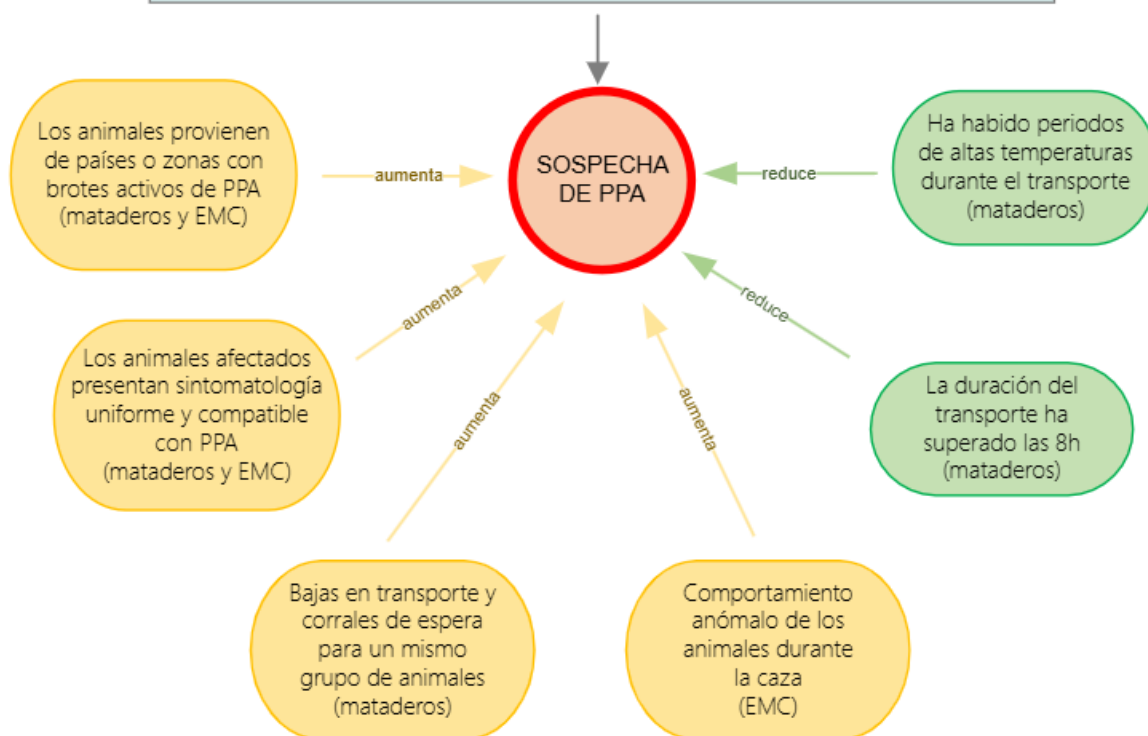 Los animales provienen
de países o zonas con
brotes activos de PPA
(mataderos y EMC)
aumenta
SOSPECHA
DE PPA
reduce
Ha habido periodos
de altas temperaturas
durante el transporte
(mataderos)
Los animales afectados
presentan sintomatología
uniforme y compatible
con PPA
(mataderos y EMC)
aumenta
reduce
La duración del
transporte ha
superado las 8h
(mataderos)
aumenta
aumenta
Bajas en transporte y
corrales de espera
para un mismo
grupo de animales
(mataderos)
Comportamiento
anómalo de los
animales durante
la caza
(EMC)